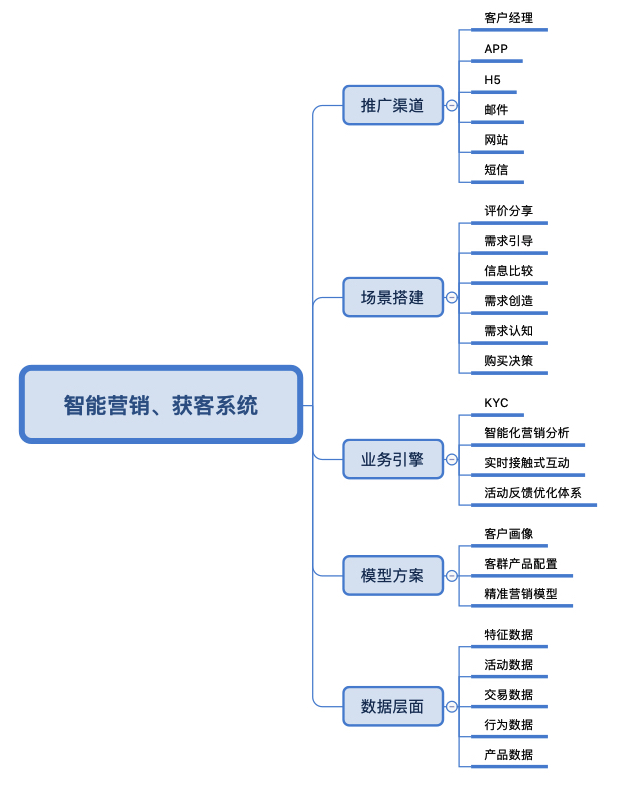 智能营销、获客系统
推广渠道
客户经理
APP
H5
邮件
网站
短信
场景搭建
评价分享
需求引导
信息比较
需求创造
需求认知
购买决策
业务引擎
KYC
智能化营销分析
实时接触式互动
活动反馈优化体系
模型方案
客户画像
客群产品配置
精准营销模型
数据层面
特征数据
活动数据
交易数据
行为数据
产品数据